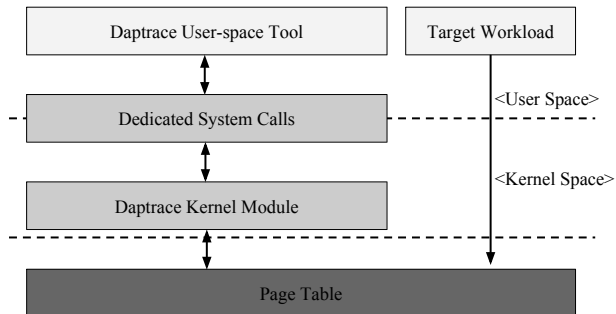 Daptrace User-space Tool
Target Workload
<User Space>
Dedicated System Calls
<Kernel Space>
Daptrace Kernel Module
Page Table